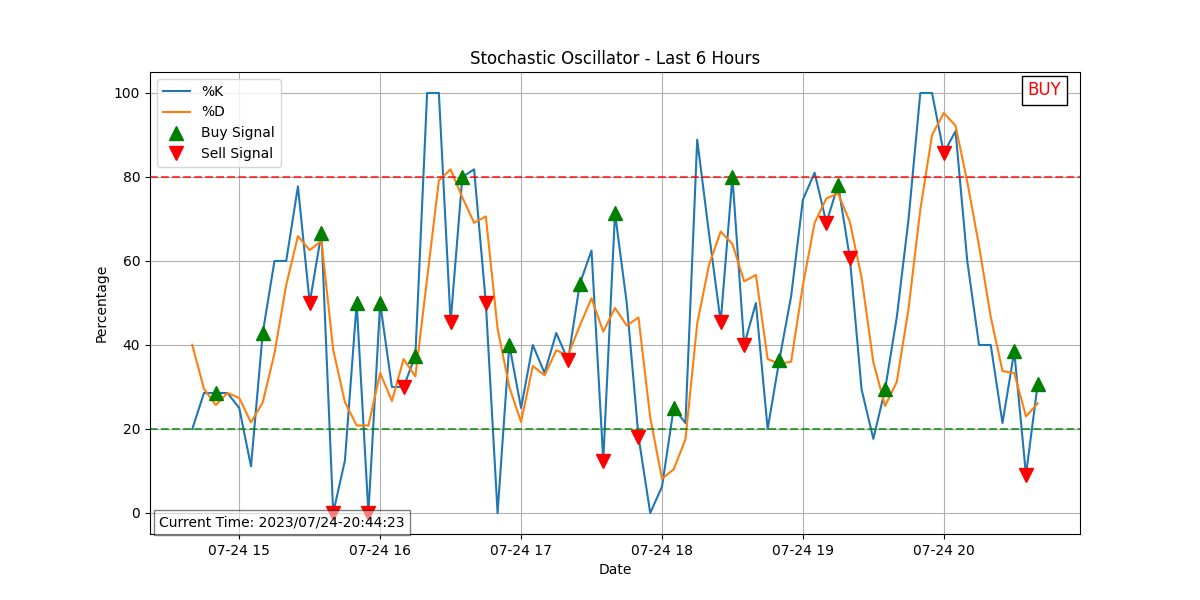 Stochastic Oscillator - Last 6 Hours
%K
%D
Buy Signal
Sell Signal
BUY
100
80
60
40
20
0
Percentage
Current Time: 2023/07/24-20:44:23
07-24 15
07-24 16
07-24 17
07-24 18
07-24 19
07-24 20
Date